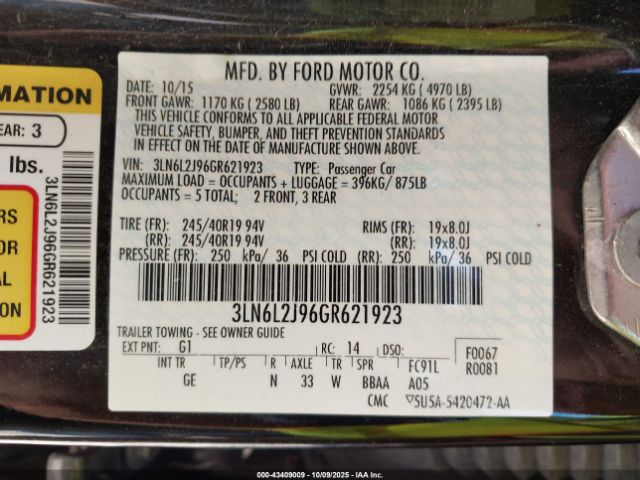 MATION
EAR: 3
lbs.
RS
OR
AL
ION
3LN6L2J96GR621923
MFD. BY FORD MOTOR CO.
DATE: 10/15 GVWR: 2254 KG ( 4970 LB)
FRONT GAWR: 1170 KG ( 2580 LB) REAR GAWR: 1086 KG ( 2395 LB)
THIS VEHICLE CONFORMS TO ALL APPLICABLE FEDERAL MOTOR
VEHICLE SAFETY, BUMPER, AND THEFT PREVENTION STANDARDS
IN EFFECT ON THE DATE OF MANUFACTURE SHOWN ABOVE.
VIN: 3LN6L2J96GR621923 TYPE: Passenger Car
MAXIMUM LOAD = OCCUPANTS + LUGGAGE = 396KG/ 875LB
OCCUPANTS = 5 TOTAL; 2 FRONT, 3 REAR
TIRE (FR): 245/40R19 94V RIMS (FR): 19x8.0J
(RR): 245/40R19 94V (RR): 19x8.0J
PRESSURE (FR): 250 kPa/ 36 PSI COLD (RR): 250 kPa/ 36 PSI COLD
3LN6L2J96GR621923
TRAILER TOWING - SEE OWNER GUIDE
EXT PNT: G1 RC: 14 DSO: F0067
INT TR TP/PS R AXLE TR SPR FC91L R0081
GE N 33 W BBAA A05
CMC ▽5U5A-5420472-AA
000-43409009 | 10/09/2025 | IAAI, Inc.